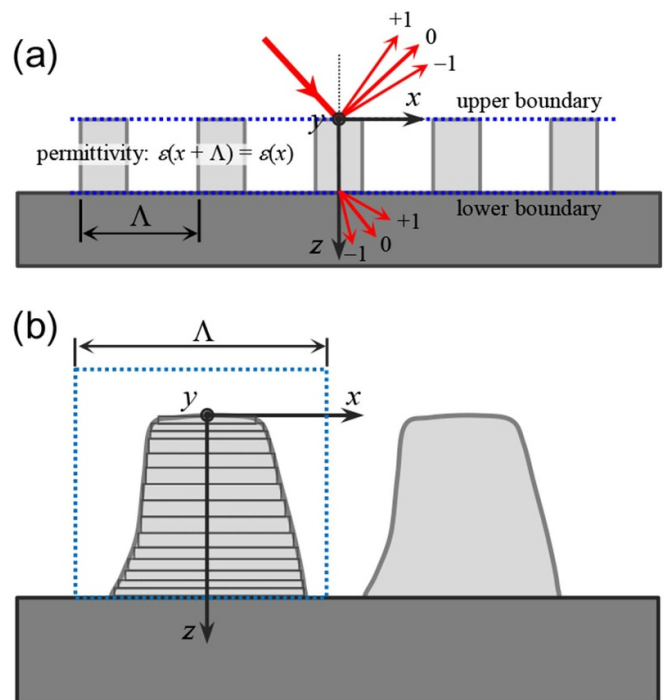 (a)
+1
0
−1
x
y
upper boundary
permittivity: ε(x + Λ) = ε(x)
lower boundary
Λ
+1
0
−1
z
(b)
Λ
y
x
z